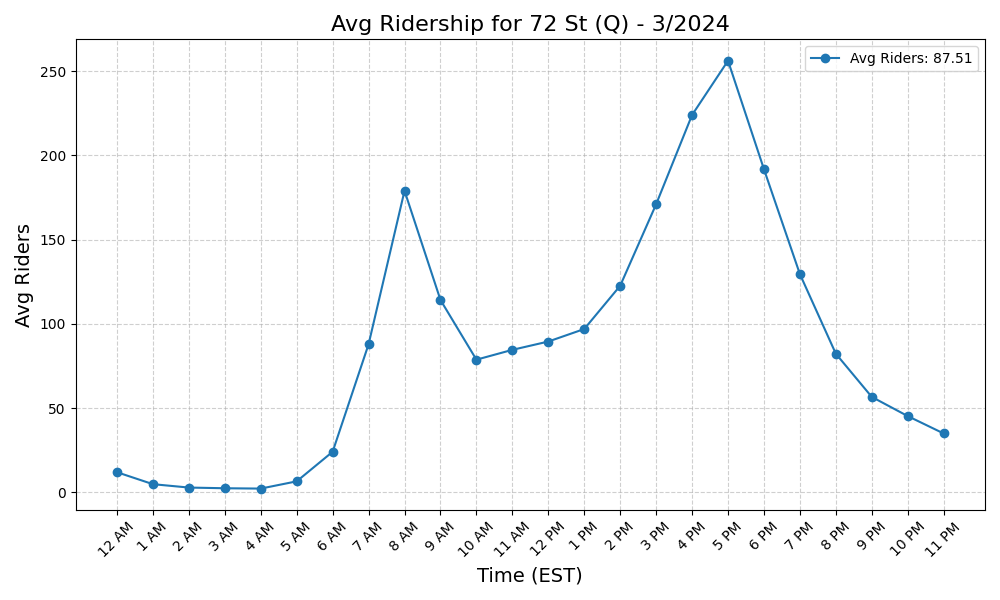 Avg Ridership for 72 St (Q) - 3/2024
Avg Riders: 87.51
Avg Riders
250
200
150
100
50
0
12 AM
1 AM
2 AM
3 AM
4 AM
5 AM
6 AM
7 AM
8 AM
9 AM
10 AM
11 AM
12 PM
1 PM
2 PM
3 PM
4 PM
5 PM
6 PM
7 PM
8 PM
9 PM
10 PM
11 PM
Time (EST)